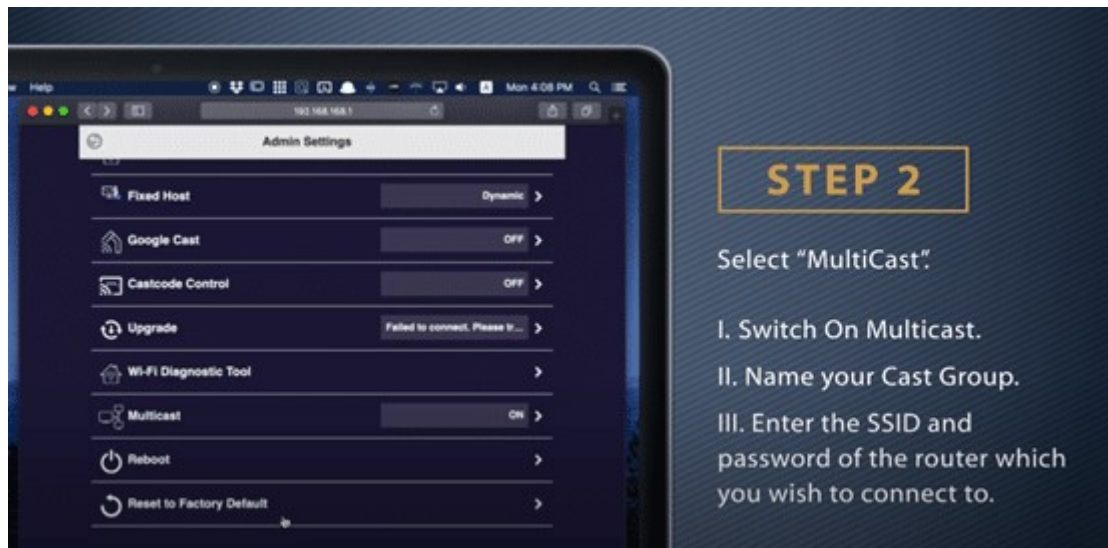 Help
Mon 4:08 PM
192.168.168.1
Admin Settings
Fixed Host
Dynamic
Google Cast
OFF
Castcode Control
OFF
Upgrade
Failed to connect. Please tr...
Wi-Fi Diagnostic Tool
Multicast
ON
Reboot
Reset to Factory Default
STEP 2
Select “MultiCast”.
I. Switch On Multicast.
II. Name your Cast Group.
III. Enter the SSID and
password of the router which
you wish to connect to.